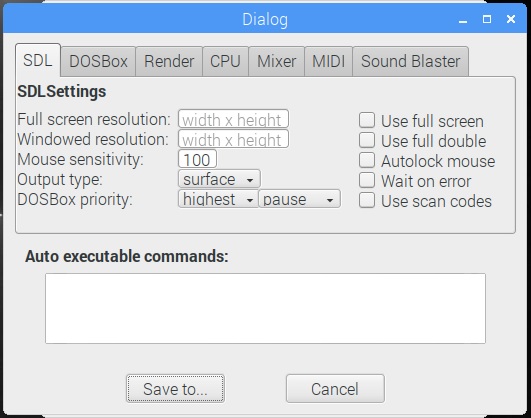 Dialog
SDL DOSBox Render CPU Mixer MIDI Sound Blaster
SDLSettings
Full screen resolution: width x height Use full screen
Windowed resolution: width x height Use full double
Mouse sensitivity: 100 Autolock mouse
Output type: surface Wait on error
DOSBox priority: highest pause Use scan codes
Auto executable commands:
Save to... Cancel